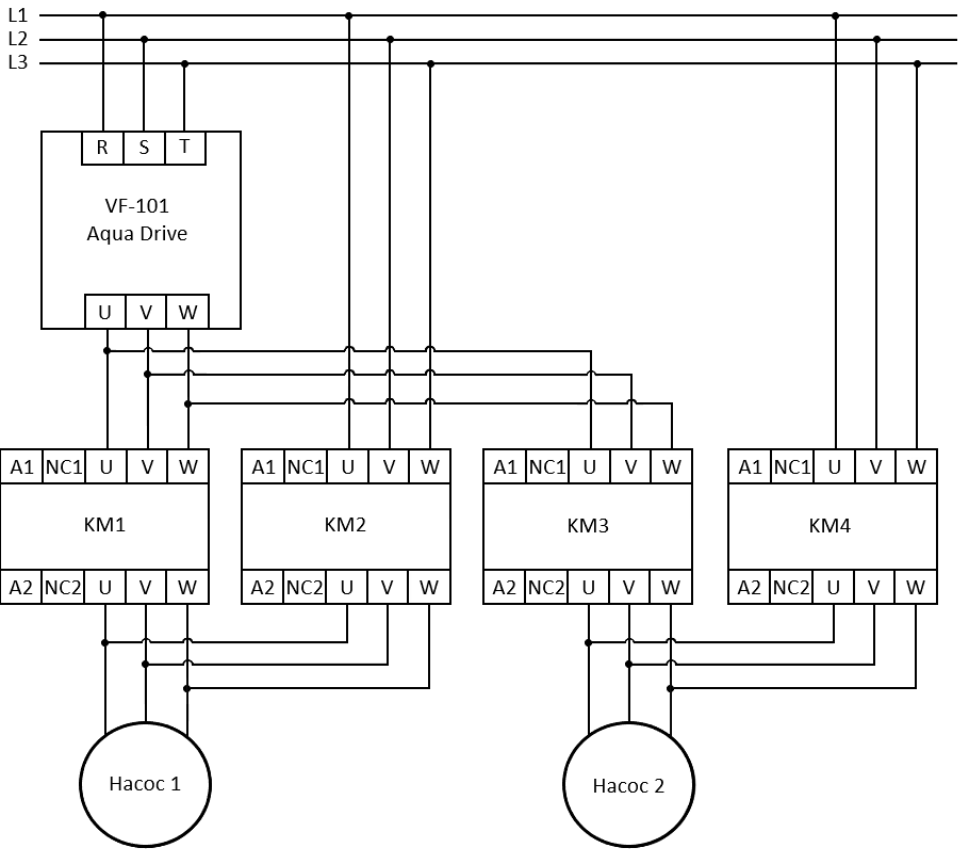 L1
L2
L3
R S T
VF-101
Aqua Drive
U V W
A1 NC1 U V W
A1 NC1 U V W
A1 NC1 U V W
A1 NC1 U V W
KM1
KM2
KM3
KM4
A2 NC2 U V W
A2 NC2 U V W
A2 NC2 U V W
A2 NC2 U V W
Насос 1
Насос 2